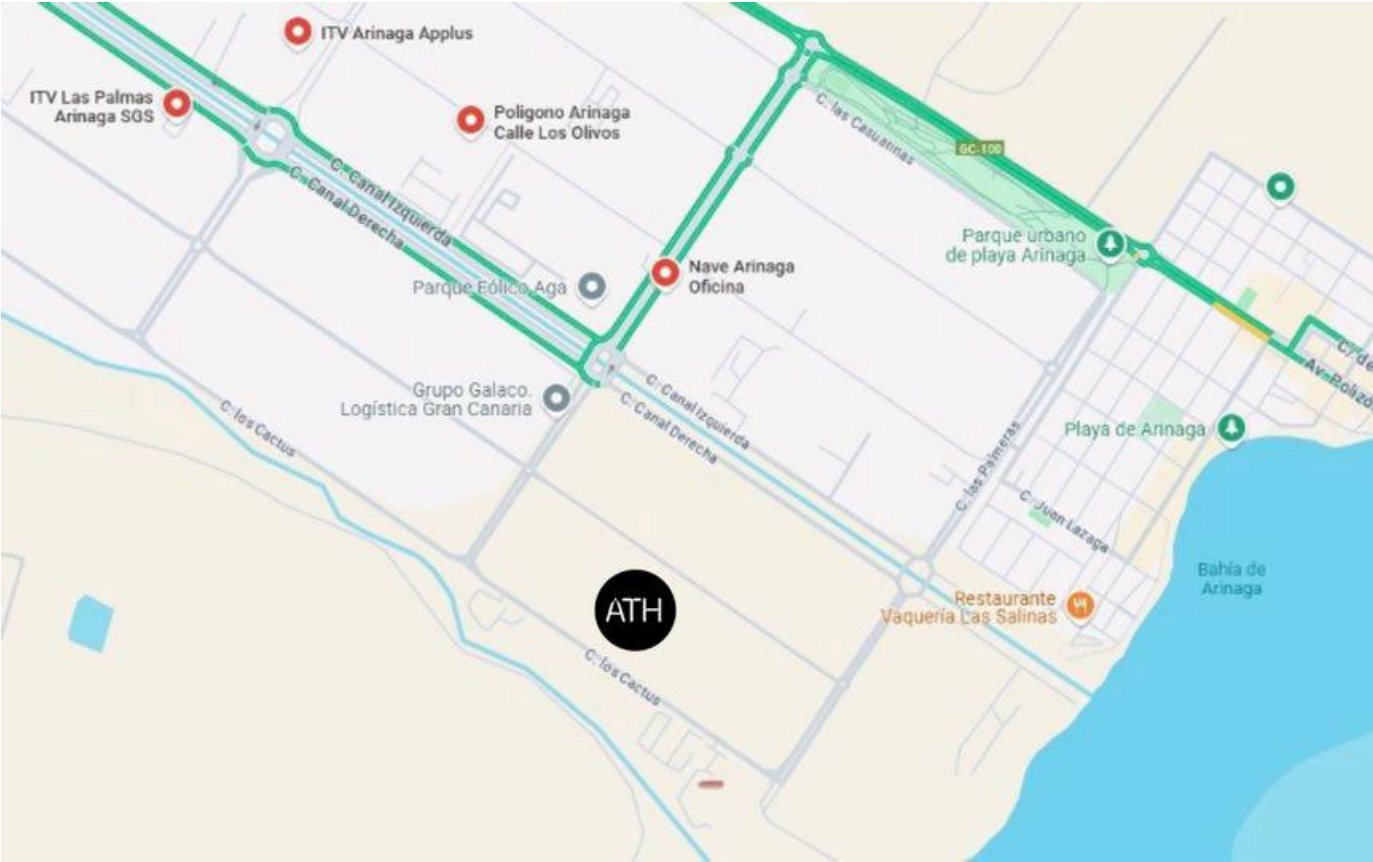 ITV Arinaga Applus
ITV Las Palmas
Arinaga SGS
Poligono Arinaga
Calle Los Olivos
C. las Casuarinas
GC-100
C. Canal Izquierda
C. Canal Derecha
Parque urbano
de playa Arinaga
Nave Arinaga
Oficina
Parque Eólico Aga
C/ de
Av. Polizó
Grupo Galaco.
Logística Gran Canaria
C. Canal Izquierda
C. Canal Derecha
C. los Cactus
Playa de Arinaga
C. las Palmeras
C. Juan Lazaga
Bahía de
Arinaga
ATH
Restaurante
Vaquería Las Salinas
C. los Cactus